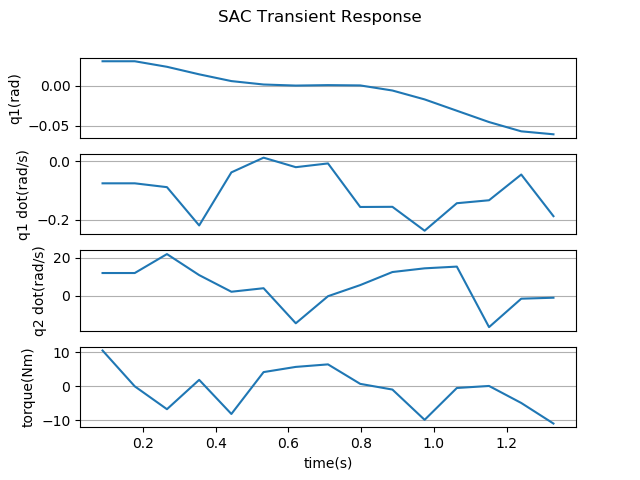 SAC Transient Response
q1(rad)
0.00
−0.05
q1 dot(rad/s)
0.0
−0.2
q2 dot(rad/s)
20
0
torque(Nm)
10
0
−10
0.2 0.4 0.6 0.8 1.0 1.2
time(s)